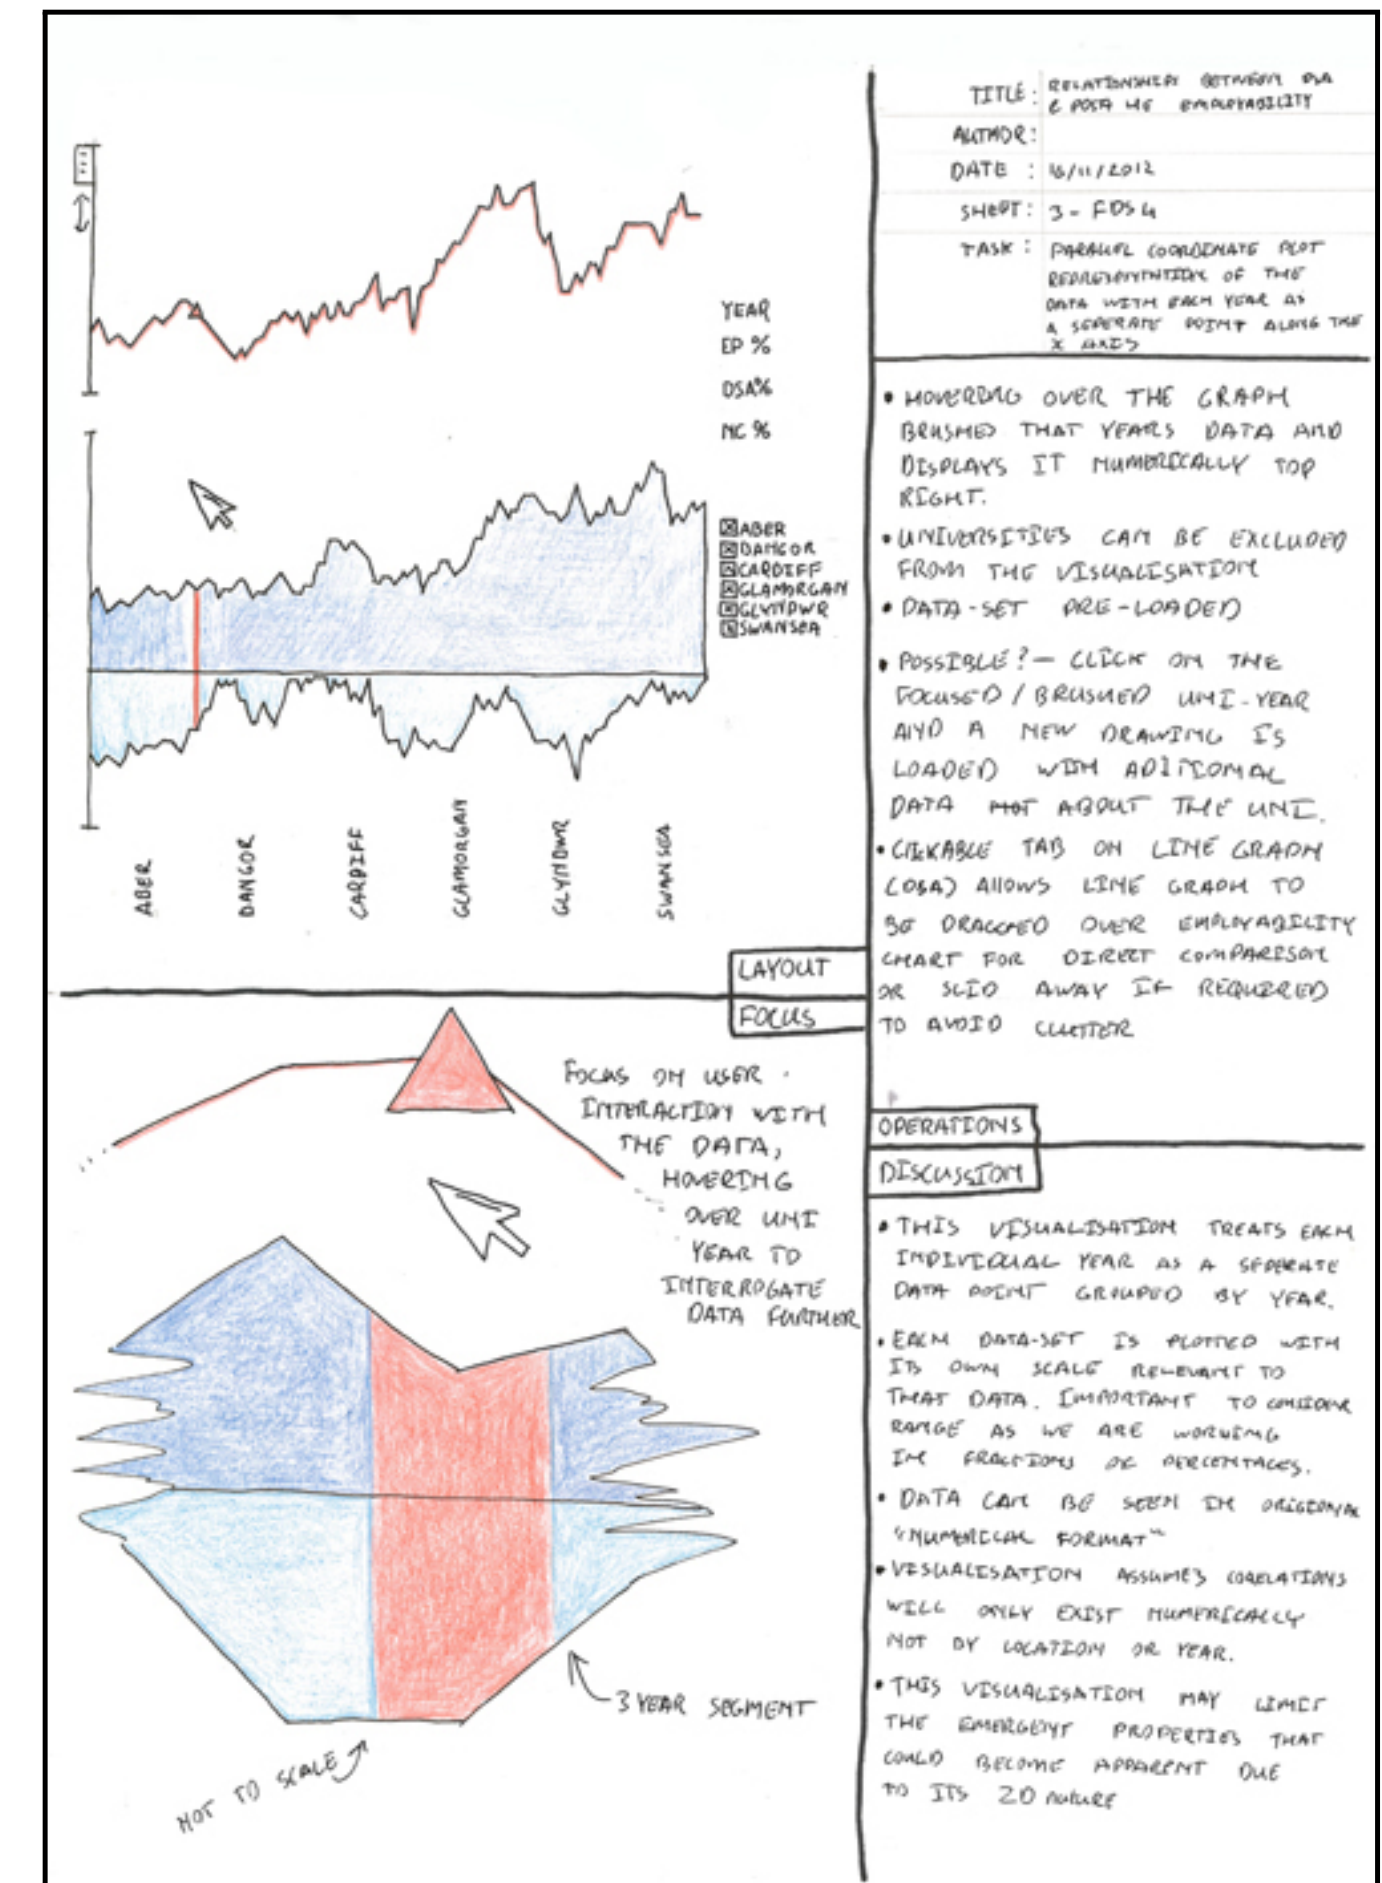 TITLE: RELATIONSHIPS BETWEEN DSA
& POST HE EMPLOYABILITY
AUTHOR:
DATE : 16/11/2012
SHEET: 3 - FDS 4
TASK: PARALLEL COORDINATE PLOT
REPRESENTATION OF THE
DATA WITH EACH YEAR AS
A SEPERATE POINT ALONG THE
X AXIS
YEAR
EP %
DSA%
NC %
ABER
BANGOR
CARDIFF
GLAMORGAN
GLYNDWR
SWANSEA
ABER
BANGOR
CARDIFF
GLAMORGAN
GLYNDWR
SWANSEA
LAYOUT
FOCUS
• HOVERING OVER THE GRAPH
BRUSHED THAT YEARS DATA AND
DISPLAYS IT NUMERICALLY TOP
RIGHT.
• UNIVERSITIES CAN BE EXCLUDED
FROM THE VISUALISATION
• DATA-SET PRE-LOADED
• POSSIBLE? - CLICK ON THE
FOCUSED / BRUSHED UNI-YEAR
AND A NEW DRAWING IS
LOADED WITH ADITIONAL
DATA ABOUT THE UNI.
• CLICKABLE TAB ON LINE GRAPH
(DSA) ALLOWS LINE GRAPH TO
BE DRAGGED OVER EMPLOYABILITY
CHART FOR DIRECT COMPARISON
OR SLID AWAY IF REQUIRED
TO AVOID CLUTTER
OPERATIONS
DISCUSSION
FOCUS ON USER
INTERACTION WITH
THE DATA,
HOVERING
OVER UNI
YEAR TO
INTERROGATE
DATA FURTHER
3 YEAR SEGMENT
NOT TO SCALE
• THIS VISUALISATION TREATS EACH
INDIVIDUAL YEAR AS A SEPERATE
DATA POINT GROUPED BY YEAR.
• EACH DATA-SET IS PLOTTED WITH
ITS OWN SCALE RELEVANT TO
THAT DATA. IMPORTANT TO CONSIDER
RANGE AS WE ARE WORKING
IN FRACTIONS OF PERCENTAGES.
• DATA CAN BE SEEN IN ORIGIONAL
"NUMERICAL FORMAT"
• VISUALISATION ASSUMES CORELATIONS
WILL ONLY EXIST NUMERICALLY
NOT BY LOCATION OR YEAR.
• THIS VISUALISATION MAY LIMIT
THE EMERGENT PROPERTIES THAT
COULD BECOME APPARENT DUE
TO ITS 2D NATURE